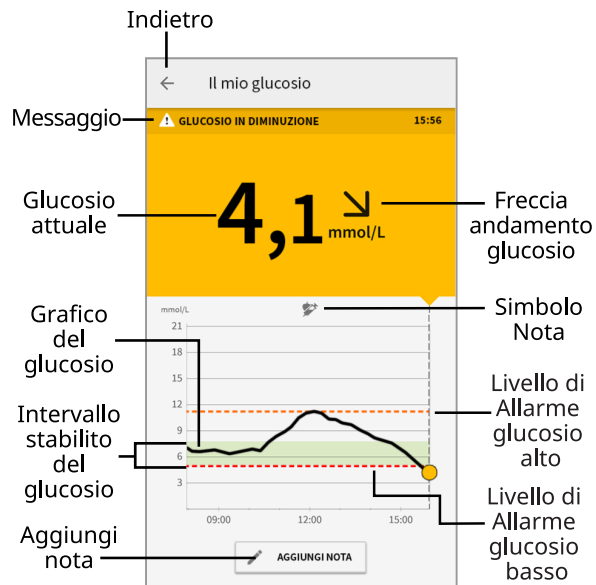 Indietro
Il mio glucosio
Messaggio
GLUCOSIO IN DIMINUZIONE
15:56
Glucosio
attuale
4,1
mmol/L
Freccia
andamento
glucosio
Simbolo
Nota
Grafico
del
glucosio
mmol/L
21
18
15
12
9
6
3
09:00
12:00
15:00
Livello di
Allarme
glucosio
alto
Intervallo
stabilito
del
glucosio
Livello di
Allarme
glucosio
basso
Aggiungi
nota
AGGIUNGI NOTA